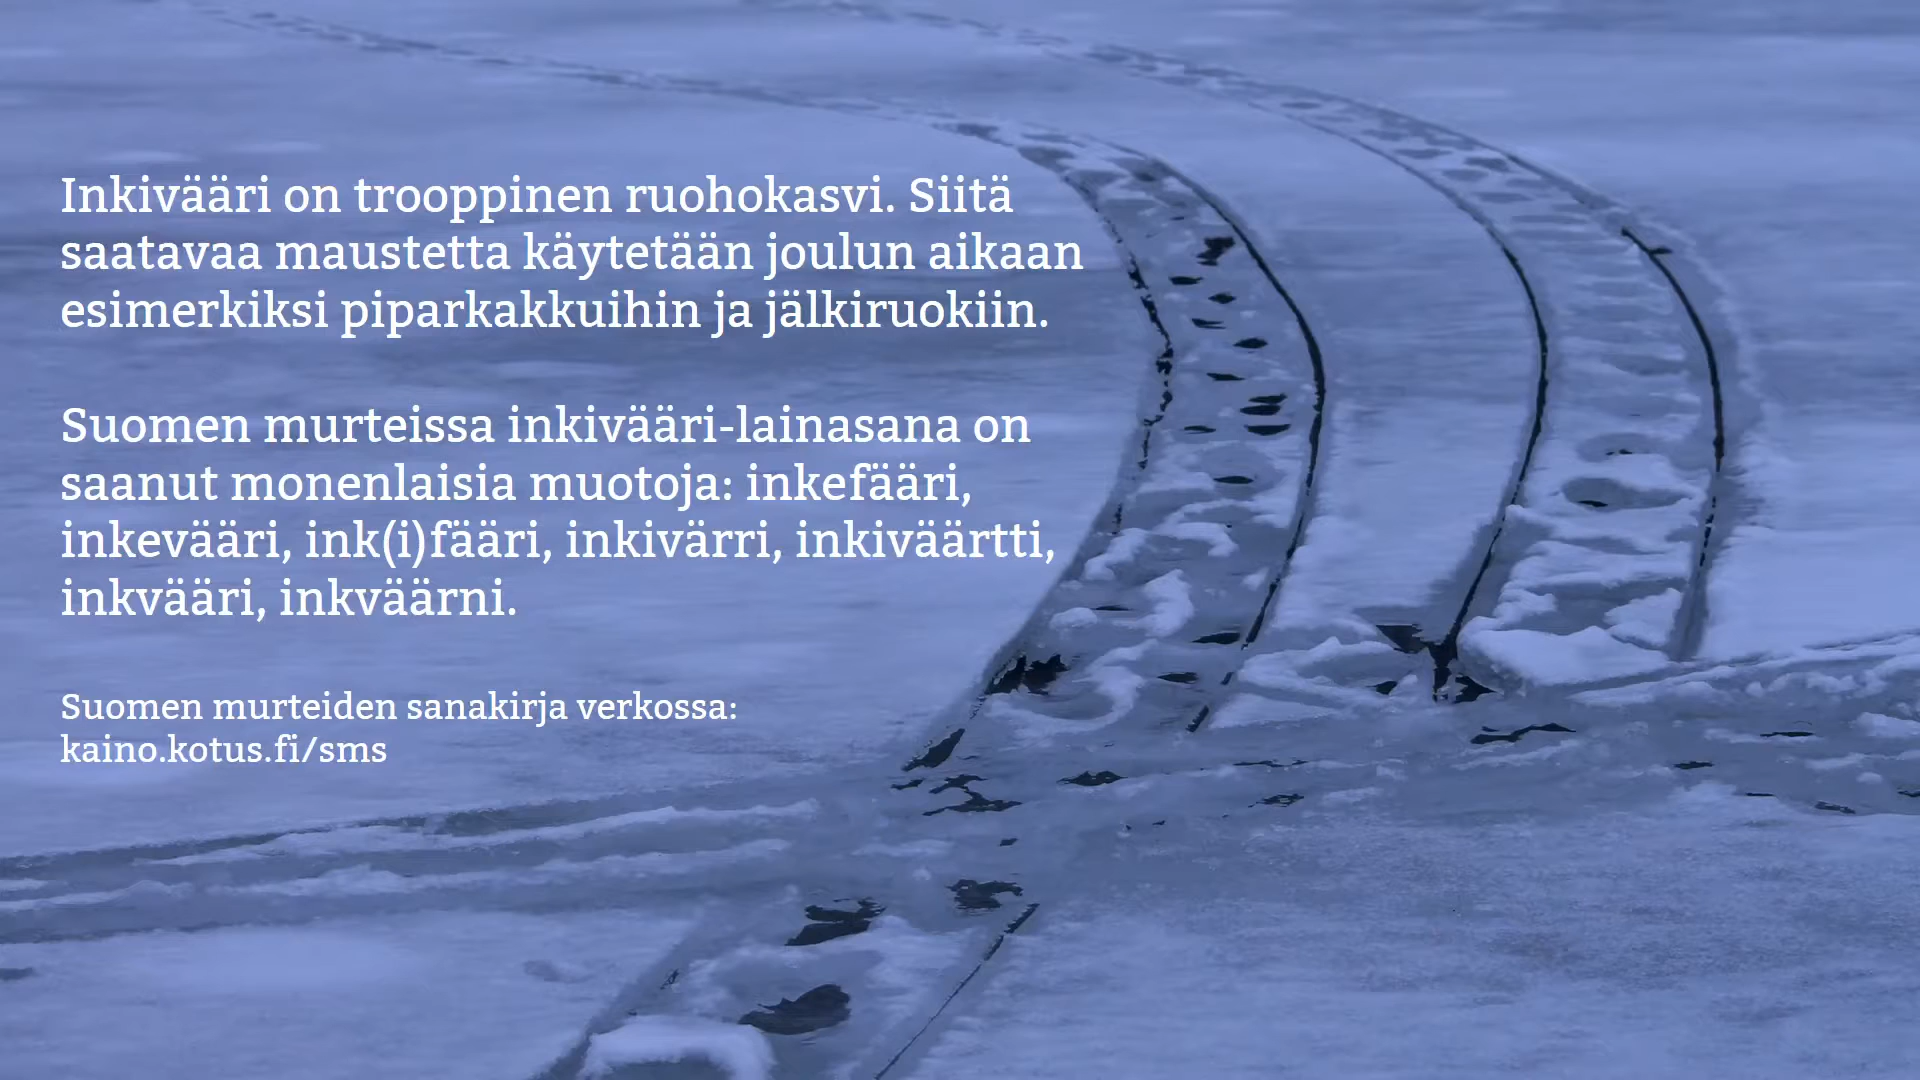 Inkivääri on trooppinen ruohokasvi. Siitä
saatavaa maustetta käytetään joulun aikaan
esimerkiksi piparkakkuihin ja jälkiruokiin.
Suomen murteissa inkivääri-lainasana on
saanut monenlaisia muotoja: inkefääri,
inkevääri, ink(i)fääri, inkivärri, inkiväärtti,
inkvääri, inkväärni.
Suomen murteiden sanakirja verkossa:
kaino.kotus.fi/sms